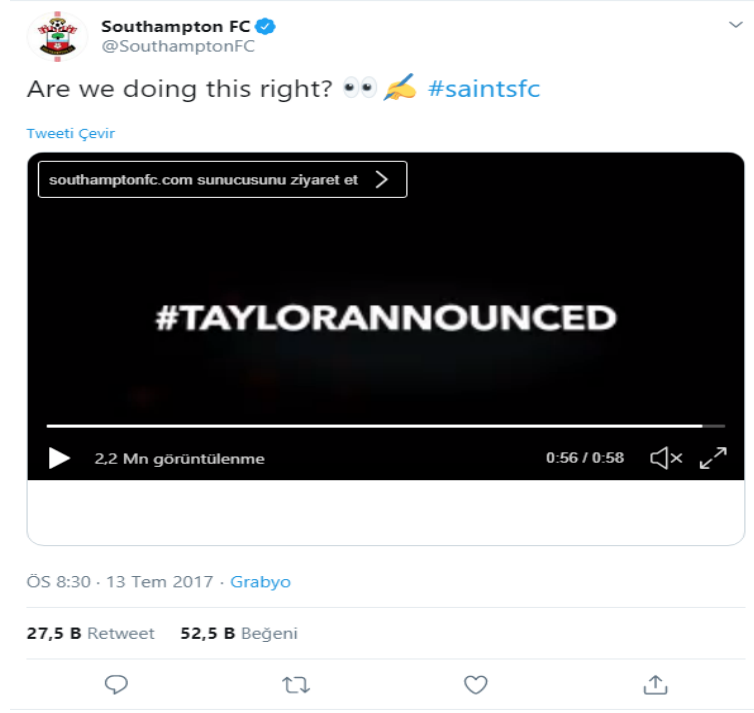 Southampton FC
@SouthamptonFC
Are we doing this right? 👀✍️ #saintsfc
Tweeti Çevir
southamptonfc.com sunucusunu ziyaret et
#TAYLORANNOUNCED
2,2 Mn görüntülenme 0:56 / 0:58
ÖS 8:30 · 13 Tem 2017 · Grabyo
27,5 B Retweet 52,5 B Beğeni